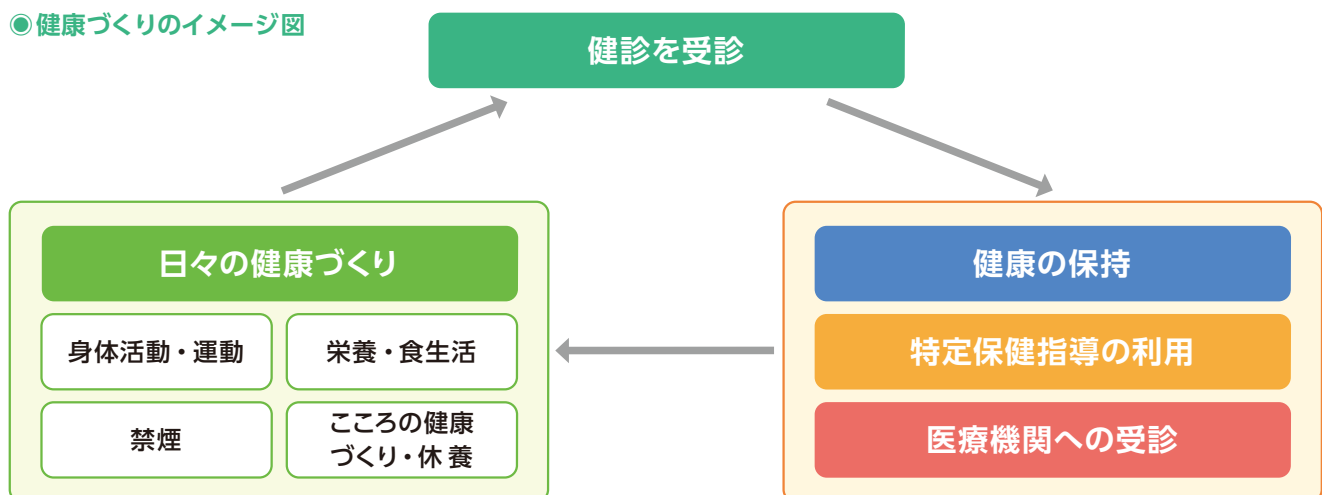 ◉健康づくりのイメージ図
健診を受診
日々の健康づくり
身体活動・運動
栄養・食生活
禁煙
こころの健康
づくり・休養
健康の保持
特定保健指導の利用
医療機関への受診